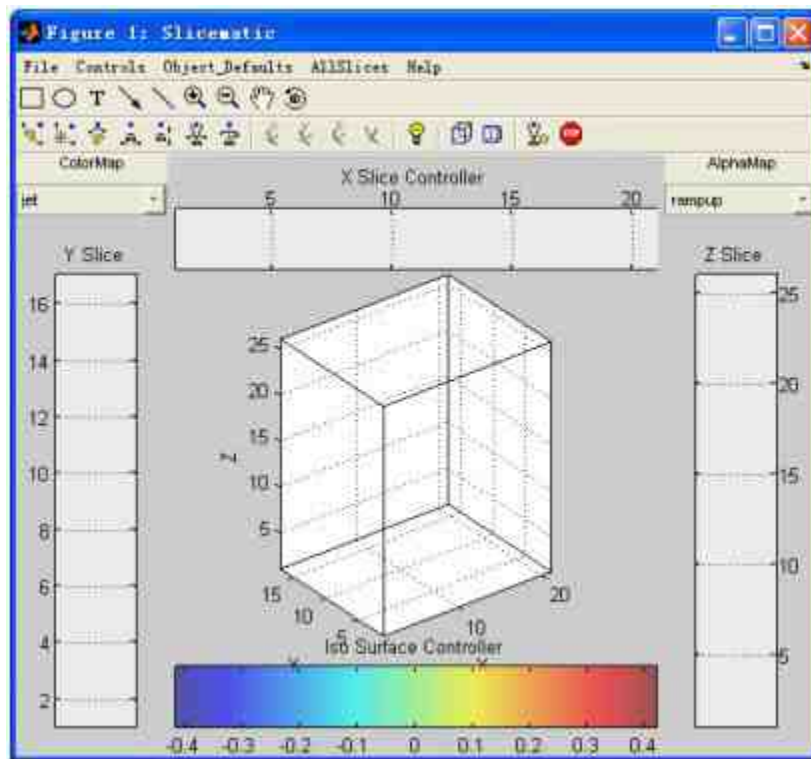 Figure 1: Slicematic
File Controls Object_Defaults AllSlices Help
T
ColorMap
jet
X Slice Controller
5 10 15 20
AlphaMap
rampup
Y Slice
16
14
12
10
8
6
4
2
Z
25
20
15
10
5
15 10 5
10 20
Z Slice
25
20
15
10
5
Iso Surface Controller
X Y
-0.4 -0.3 -0.2 -0.1 0 0.1 0.2 0.3 0.4